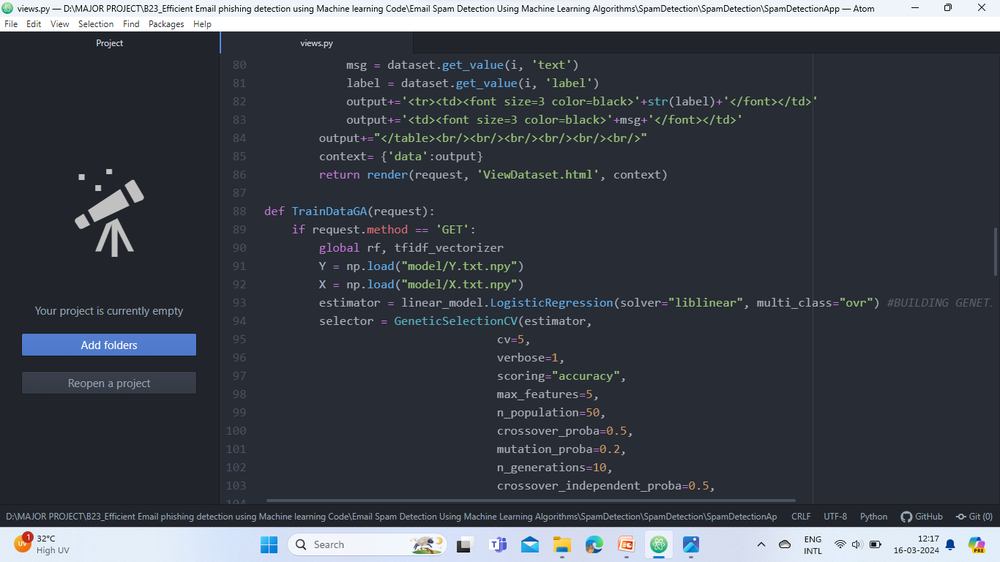 views.py — D:\MAJOR PROJECT\B23_Efficient Email phishing detection using Machine learning Code\Email Spam Detection Using Machine Learning Algorithms\SpamDetection\SpamDetection\SpamDetectionApp — Atom
File Edit View Selection Find Packages Help
Project
views.py
80 msg = dataset.get_value(i, 'text')
81 label = dataset.get_value(i, 'label')
82 output+='<tr><td><font size=3 color=black>'+str(label)+'</font></td>'
83 output+='<td><font size=3 color=black>'+msg+'</font></td>'
84 output+="</table><br/><br/><br/><br/><br/><br/>"
85 context= {'data':output}
86 return render(request, 'ViewDataset.html', context)
87
88 def TrainDataGA(request):
89 if request.method == 'GET':
90 global rf, tfidf_vectorizer
91 Y = np.load("model/Y.txt.npy")
92 X = np.load("model/X.txt.npy")
93 estimator = linear_model.LogisticRegression(solver="liblinear", multi_class="ovr") #BUILDING GENET
94 selector = GeneticSelectionCV(estimator,
95 cv=5,
96 verbose=1,
97 scoring="accuracy",
98 max_features=5,
99 n_population=50,
100 crossover_proba=0.5,
101 mutation_proba=0.2,
102 n_generations=10,
103 crossover_independent_proba=0.5,
104
Your project is currently empty
Add folders
Reopen a project
D:\MAJOR PROJECT\B23_Efficient Email phishing detection using Machine learning Code\Email Spam Detection Using Machine Learning Algorithms\SpamDetection\SpamDetection\SpamDetectionAp CRLF UTF-8 Python GitHub Git (0)
UV 1 32°C
High UV
Search
ENG
INTL
12:17
16-03-2024
PRE